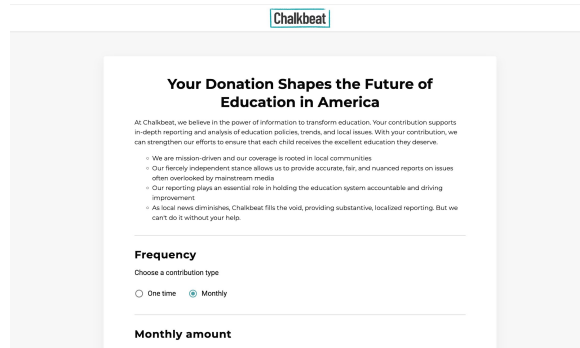 Chalkbeat
Your Donation Shapes the Future of
Education in America
At Chalkbeat, we believe in the power of information to transform education. Your contribution supports
in-depth reporting and analysis of education policies, trends, and local issues. With your contribution, we
can strengthen our efforts to ensure that each child receives the excellent education they deserve.
We are mission-driven and our coverage is rooted in local communities
Our fiercely independent stance allows us to provide accurate, fair, and nuanced reports on issues
often overlooked by mainstream media
Our reporting plays an essential role in holding the education system accountable and driving
improvement
As local news diminishes, Chalkbeat fills the void, providing substantive, localized reporting. But we
can't do it without your help.
Frequency
Choose a contribution type
One time Monthly
Monthly amount